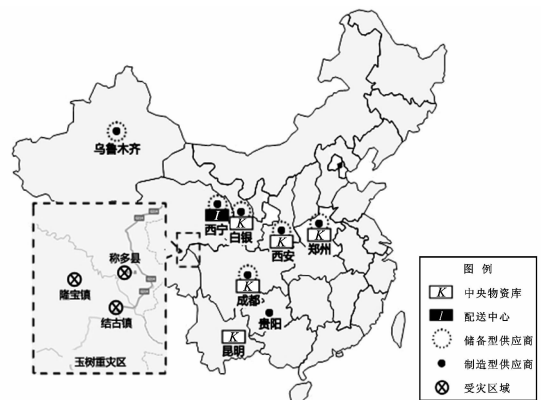 乌鲁木齐
西宁
I
白银
K
西安
K
郑州
K
成都
K
贵阳
昆明
K
称多县
隆宝镇
结古镇
玉树重灾区
图 例
K 中央物资库
I 配送中心
储备型供应商
制造型供应商
受灾区域